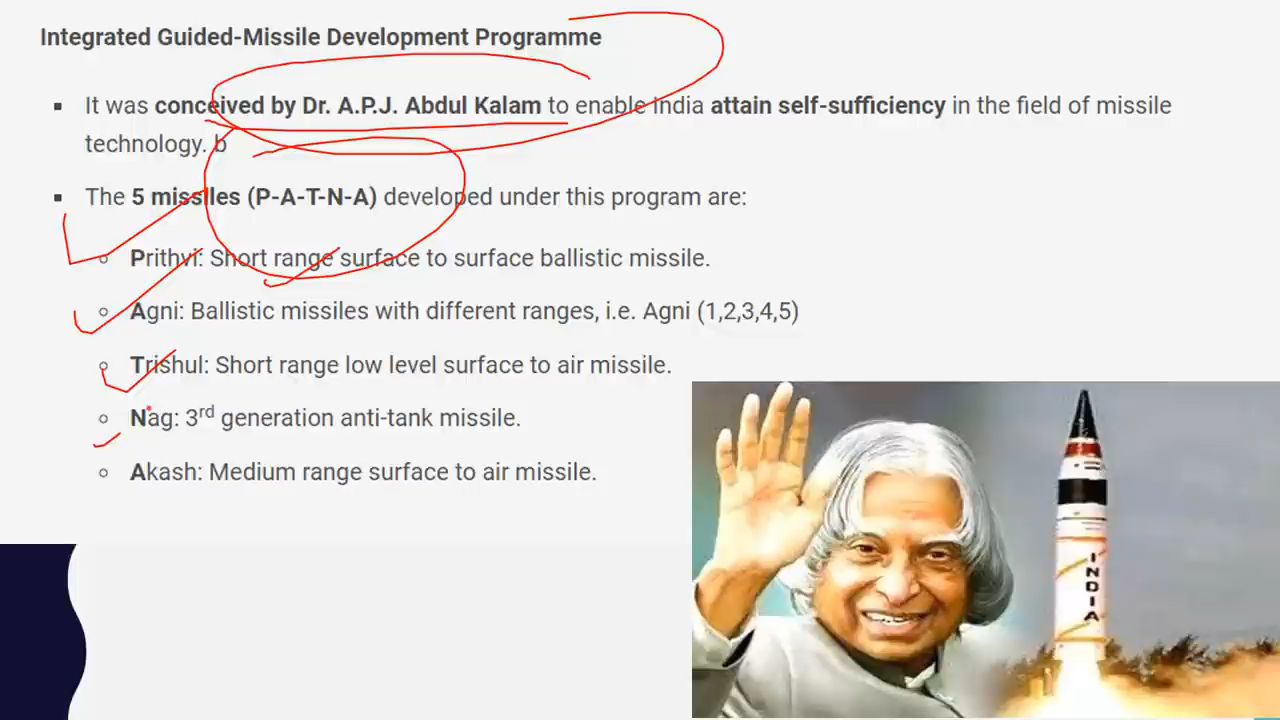 Integrated Guided-Missile Development Programme
▪ It was conceived by Dr. A.P.J. Abdul Kalam to enable India attain self-sufficiency in the field of missile
technology. b
▪ The 5 missiles (P-A-T-N-A) developed under this program are:
○ Prithvi: Short range surface to surface ballistic missile.
○ Agni: Ballistic missiles with different ranges, i.e. Agni (1,2,3,4,5)
○ Trishul: Short range low level surface to air missile.
○ Nag: 3rd generation anti-tank missile.
○ Akash: Medium range surface to air missile.
INDIA